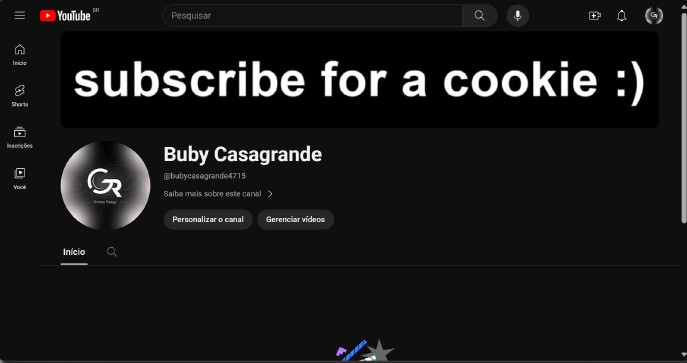 YouTube BR
Pesquisar
subscribe for a cookie :)
Início
Shorts
Inscrições
Você
GR
Buby Casagrande
@bubycasagrande4715
Saiba mais sobre este canal
Personalizar o canal
Gerenciar vídeos
Início